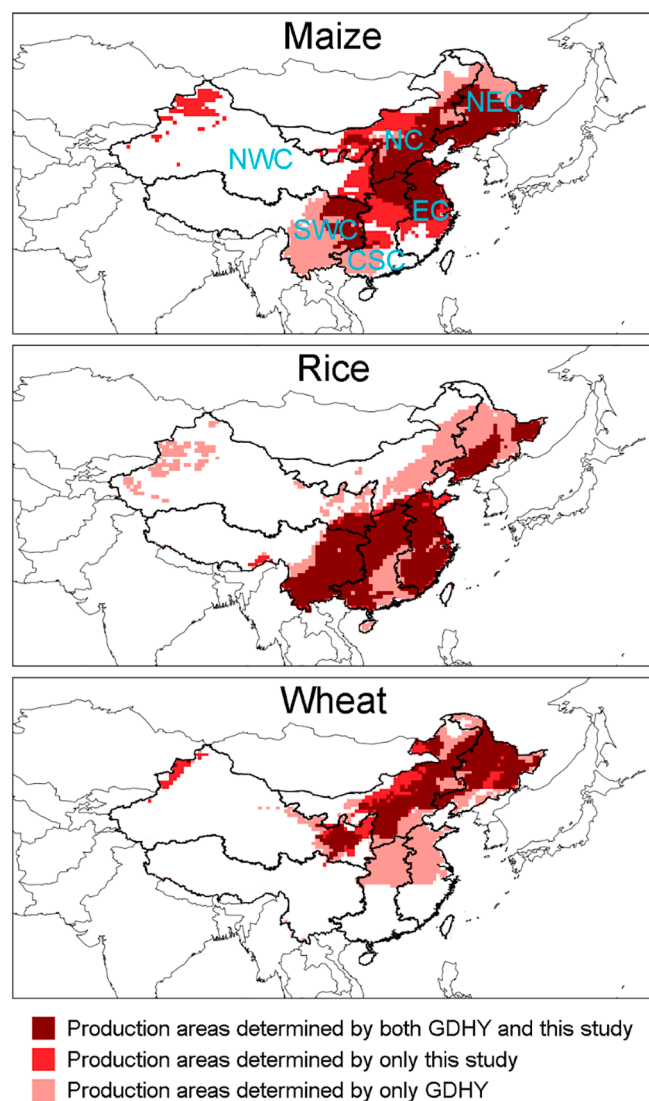 Maize
NEC
NC
NWC
EC
SWC
CSC
Rice
Wheat
Production areas determined by both GDHY and this study
Production areas determined by only this study
Production areas determined by only GDHY